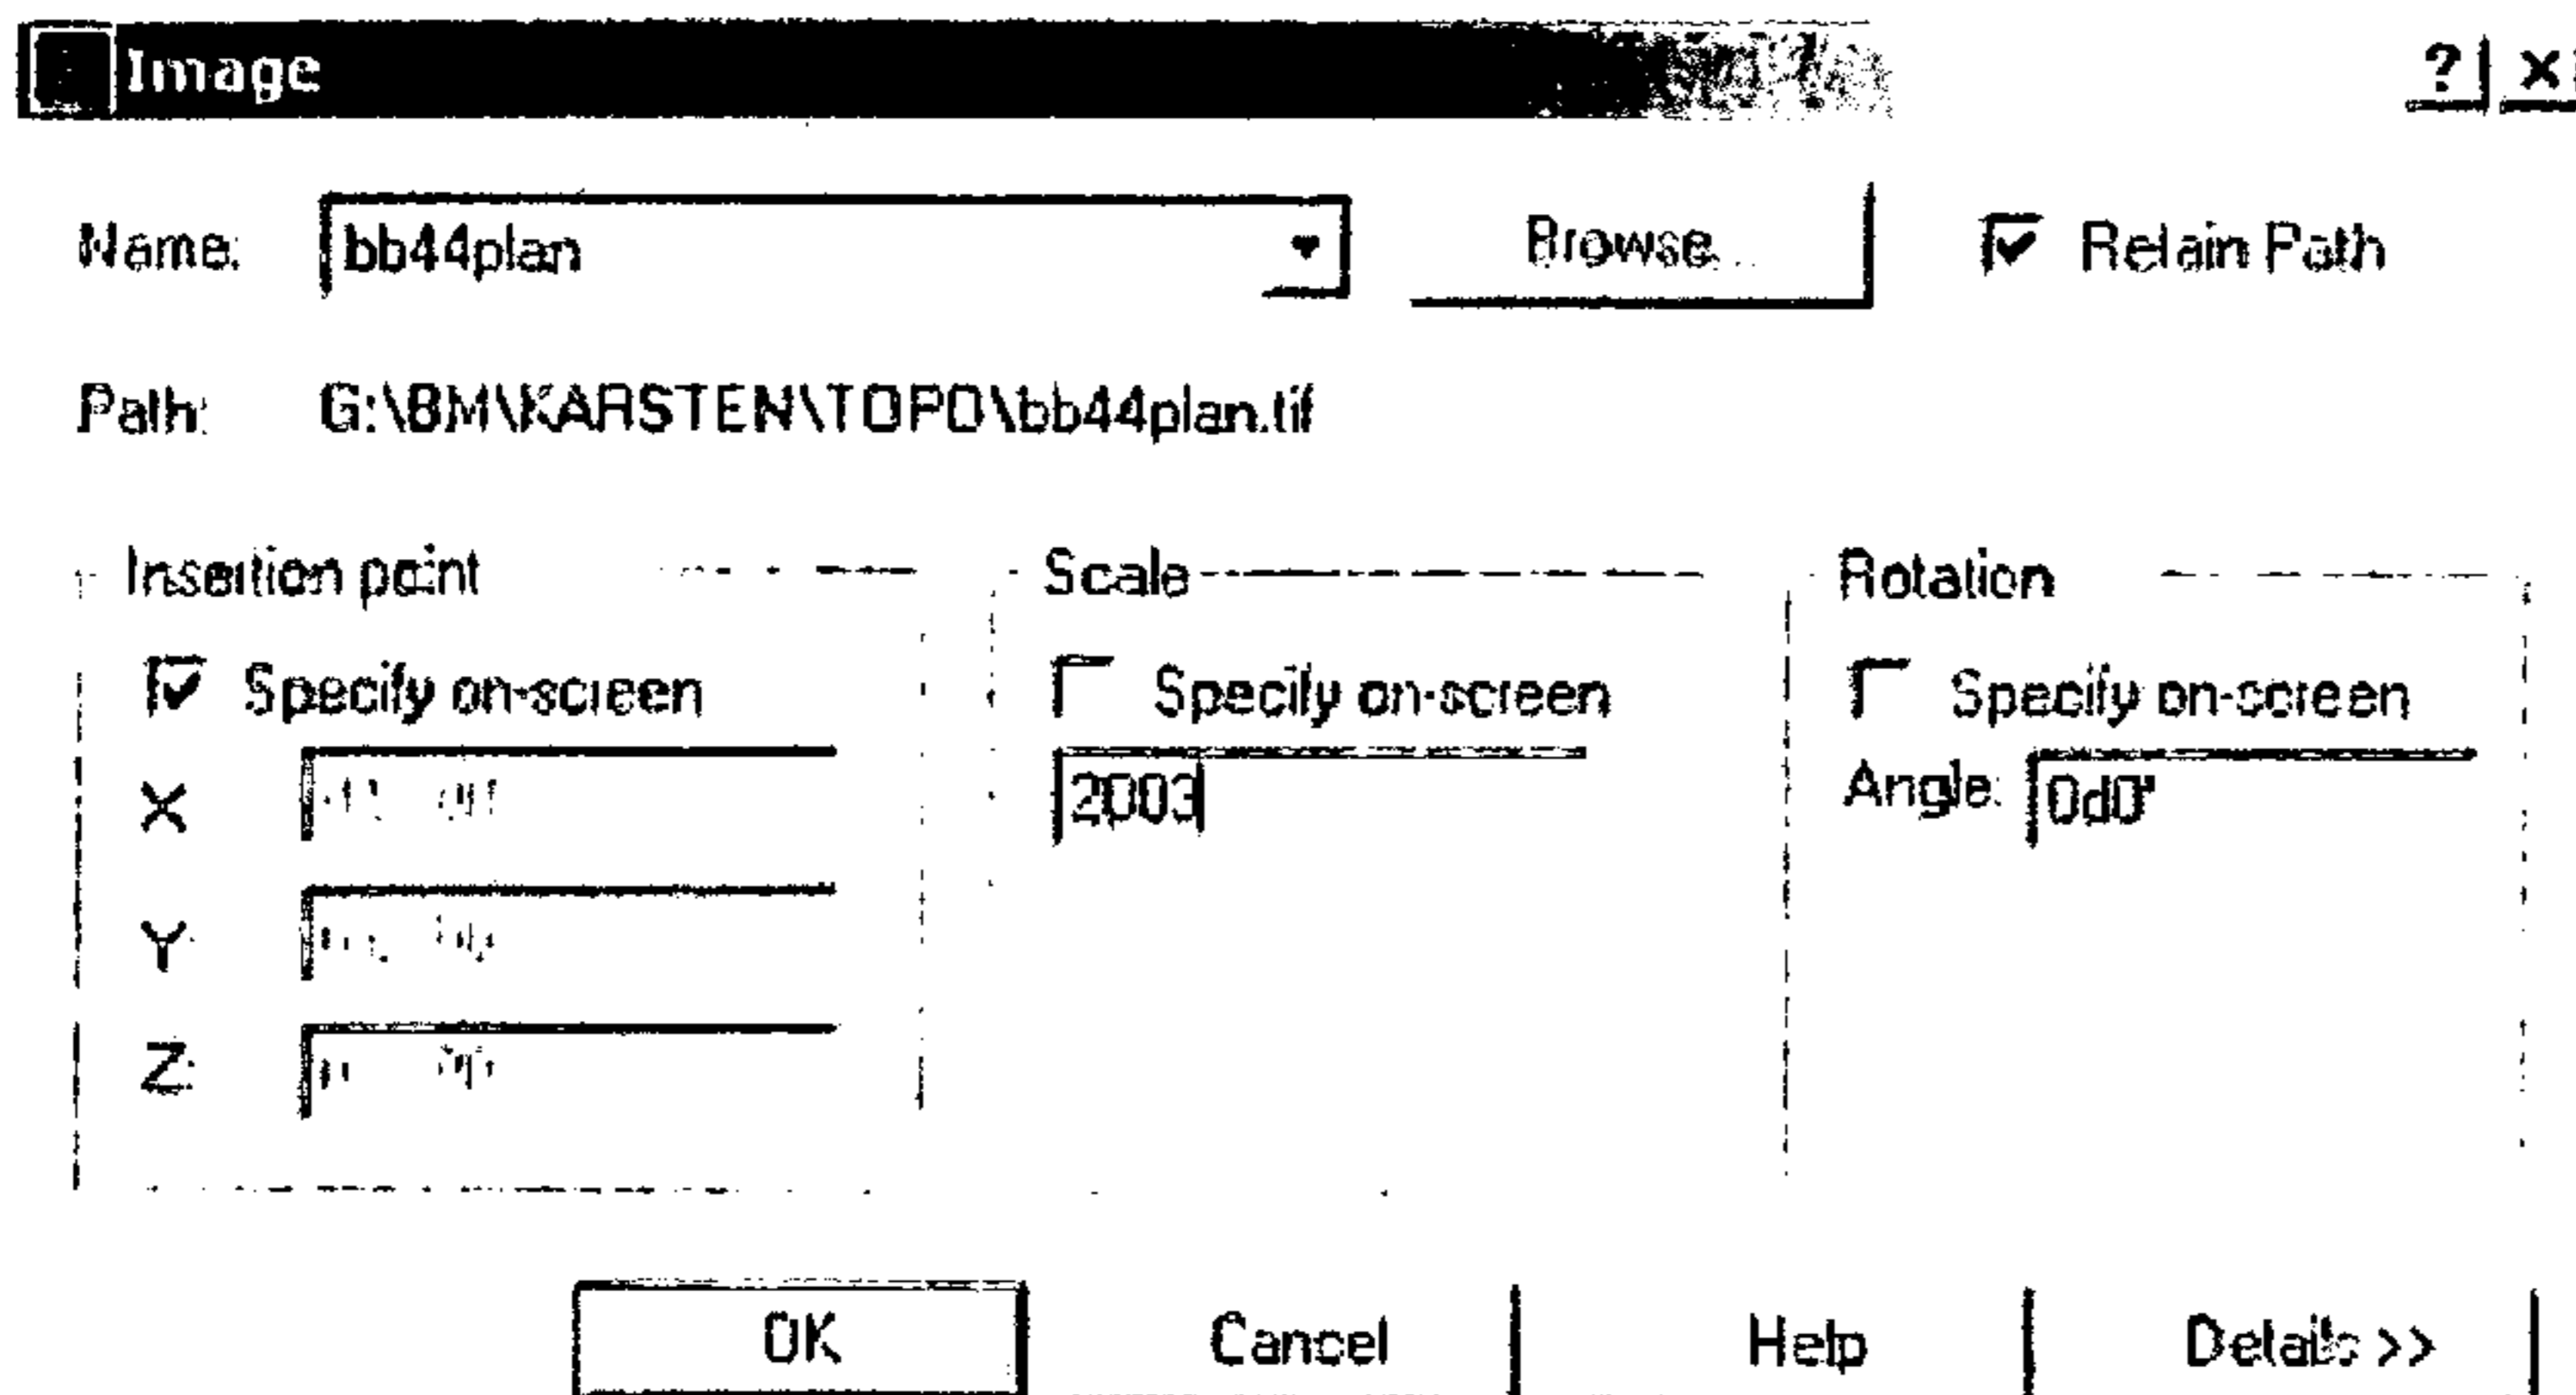 Image ? ×
Name: bb44plan Browse... Retain Path
Path: G:\BM\KARSTEN\TOPO\bb44plan.tif
Insertion point Scale Rotation
Specify on-screen Specify on-screen Specify on-screen
X 2003 Angle: 0d0'
Y:
Z:
OK Cancel Help Details >>